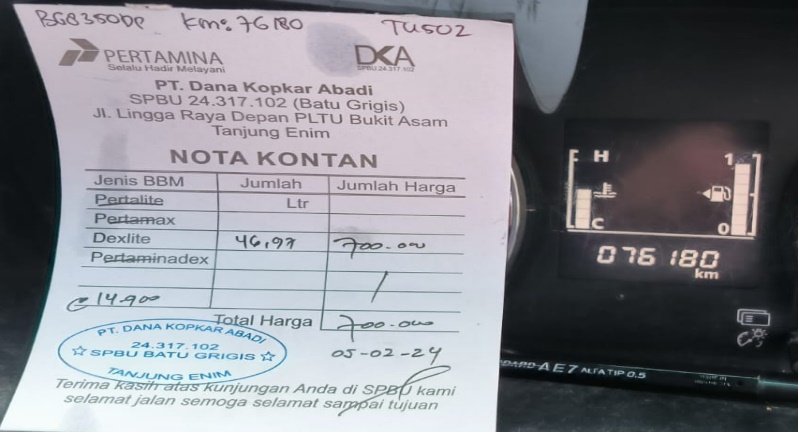 BG8350DP Km: 76180 TU502
PERTAMINA
Selalu Hadir Melayani
DKA
SPBU 24.317.102
PT. Dana Kopkar Abadi
SPBU 24.317.102 (Batu Grigis)
Jl. Lingga Raya Depan PLTU Bukit Asam
Tanjung Enim
NOTA KONTAN
Jenis BBM Jumlah Jumlah Harga
Pertalite Ltr
Pertamax
Dexlite 46,97 700.000
Pertaminadex
@ 14.900
Total Harga 700.000
PT. DANA KOPKAR ABADI
24.317.102
☆ SPBU BATU GRIGIS ☆
TANJUNG ENIM
05-02-24
Terima kasih atas kunjungan Anda di SPBU kami
selamat jalan semoga selamat sampai tujuan
H 1
C 0
076180
km
AE7 ALFATIP 0.5